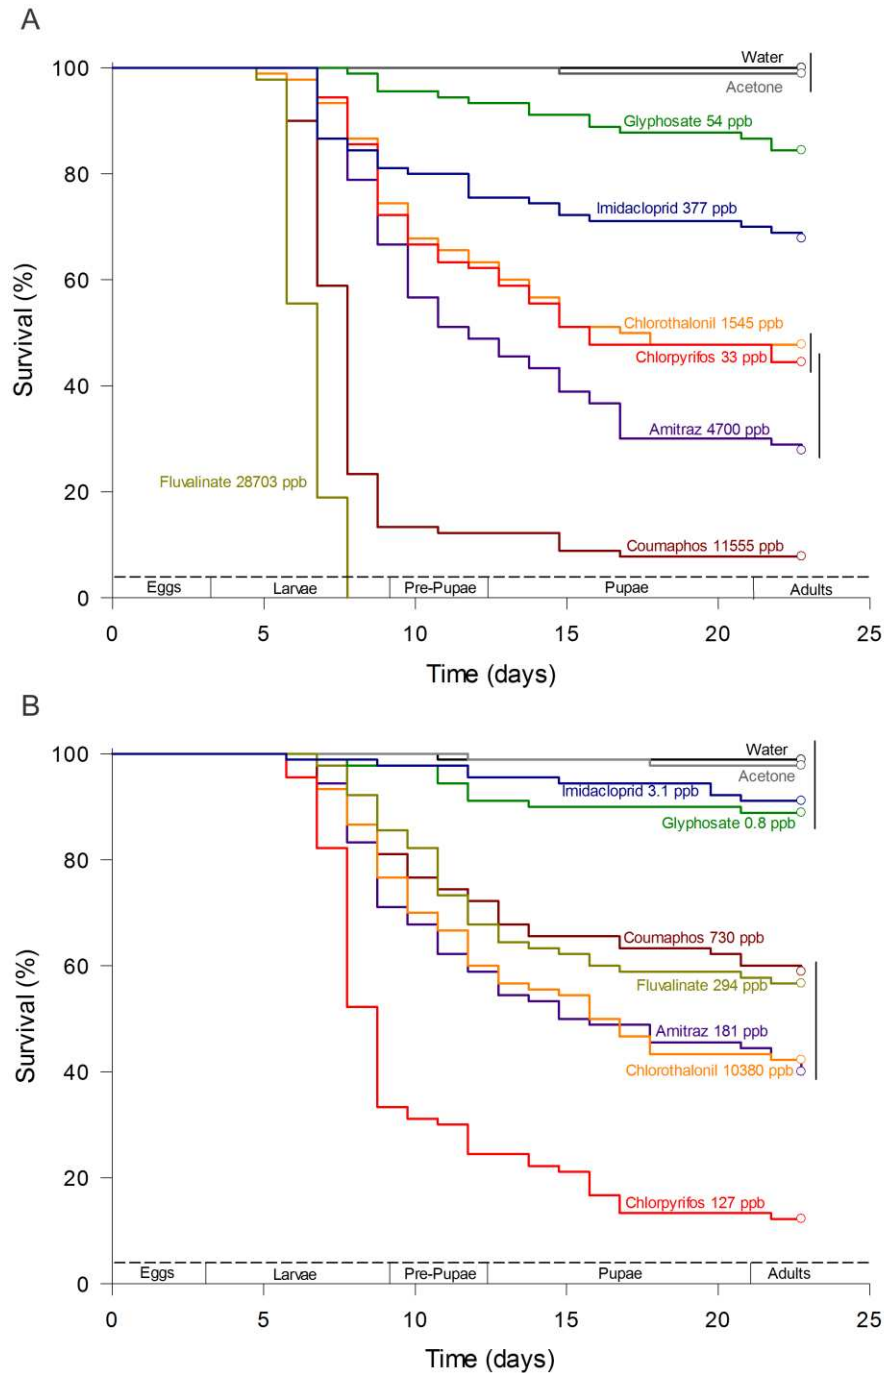 A
100
80
60
40
20
0
Survival (%)
Water
Acetone
Glyphosate 54 ppb
Imidacloprid 377 ppb
Chlorothalonil 1545 ppb
Chlorpyrifos 33 ppb
Amitraz 4700 ppb
Fluvalinate 28703 ppb
Coumaphos 11555 ppb
Eggs Larvae Pre-Pupae Pupae Adults
0 5 10 15 20 25
Time (days)
B
100
80
60
40
20
0
Survival (%)
Water
Acetone
Imidacloprid 3.1 ppb
Glyphosate 0.8 ppb
Coumaphos 730 ppb
Fluvalinate 294 ppb
Amitraz 181 ppb
Chlorothalonil 10380 ppb
Chlorpyrifos 127 ppb
Eggs Larvae Pre-Pupae Pupae Adults
0 5 10 15 20 25
Time (days)